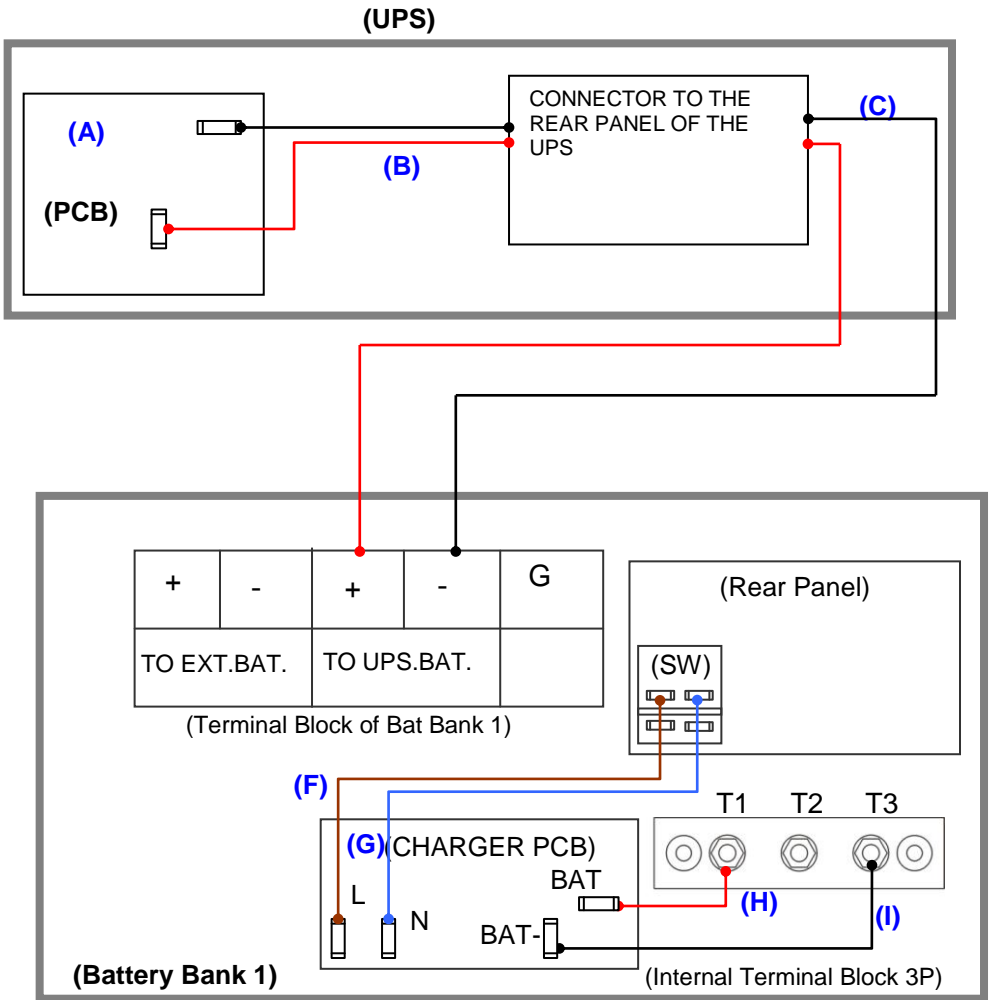 (UPS)
CONNECTOR TO THE
REAR PANEL OF THE
UPS
(A)
(B)
(C)
(PCB)
+
-
+
-
G
TO EXT.BAT.
TO UPS.BAT.
(Terminal Block of Bat Bank 1)
(Rear Panel)
(SW)
(F)
(G)
(CHARGER PCB)
L
N
BAT
BAT-
T1
T2
T3
(H)
(I)
(Battery Bank 1)
(Internal Terminal Block 3P)